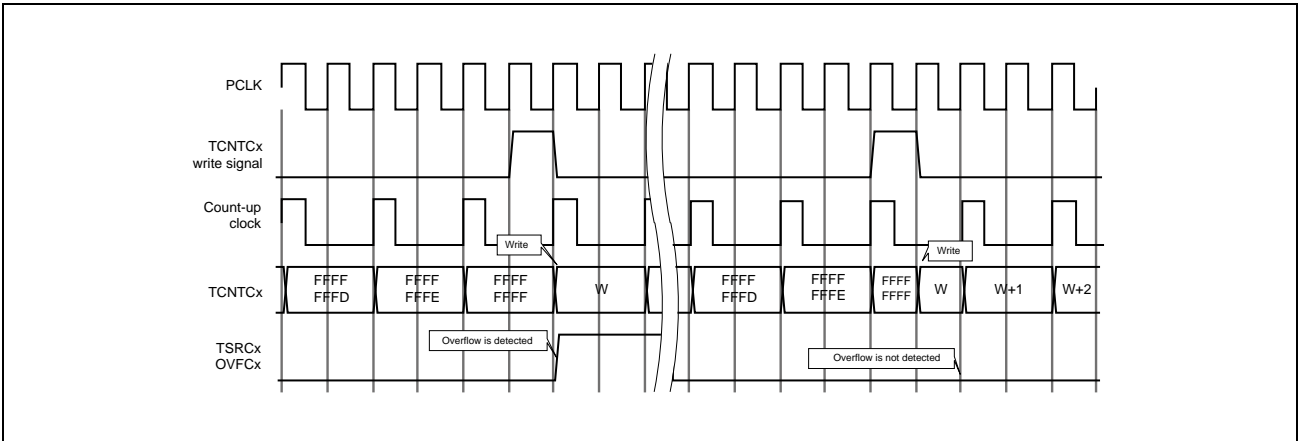 PCLK
TCNTCx
write signal
Count-up
clock
Write
Write
TCNTCx
FFFF
FFFD
FFFF
FFFE
FFFF
FFFF
W
FFFF
FFFD
FFFF
FFFE
FFFF
FFFF
W
W+1
W+2
TSRCx
OVFCx
Overflow is detected
Overflow is not detected